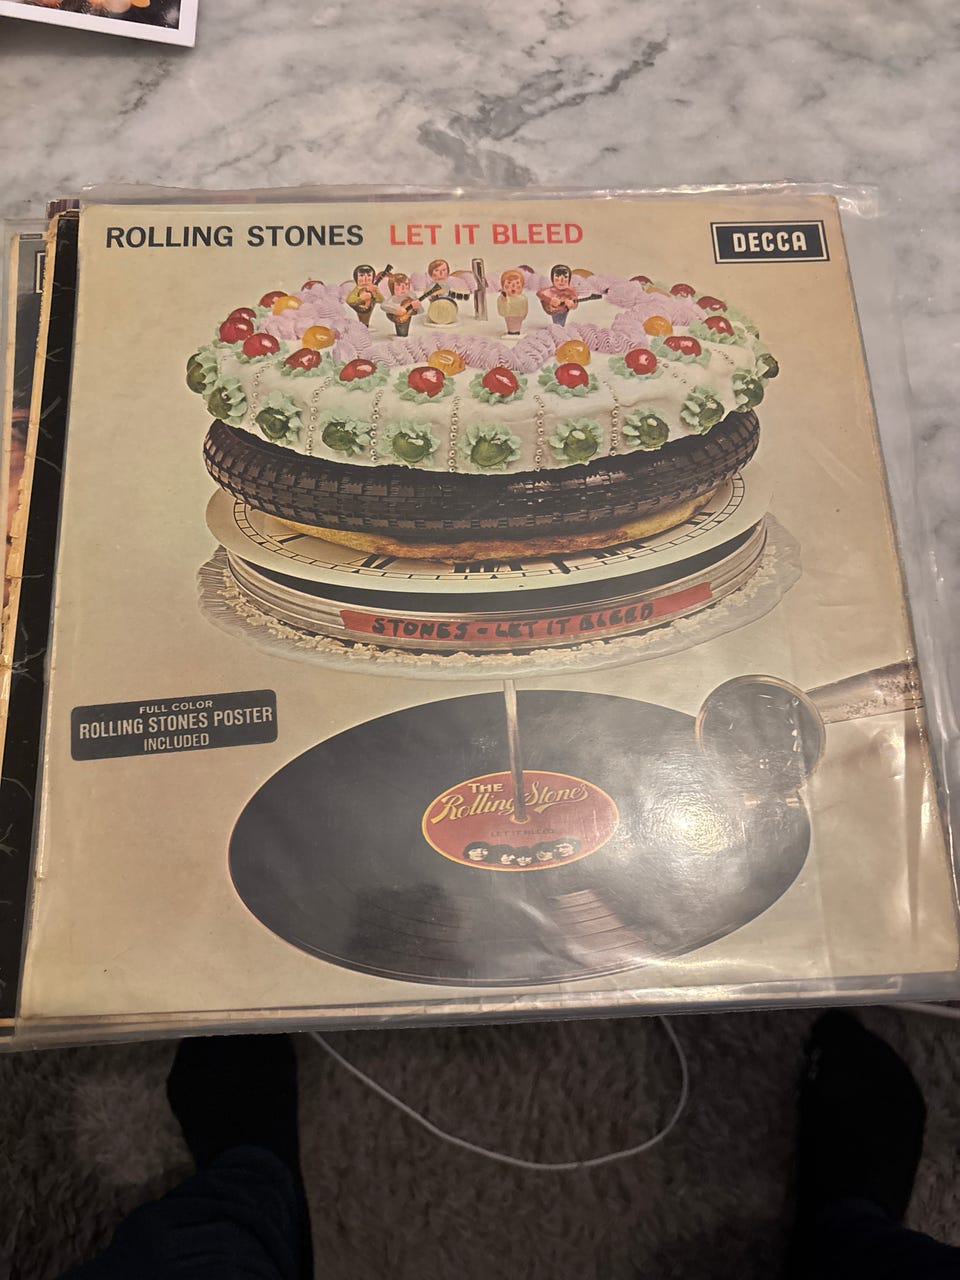 ROLLING STONES LET IT BLEED
DECCA
STONES - LET IT BLEED
FULL COLOR
ROLLING STONES POSTER
INCLUDED
THE
Rolling Stones
LET IT BLEED